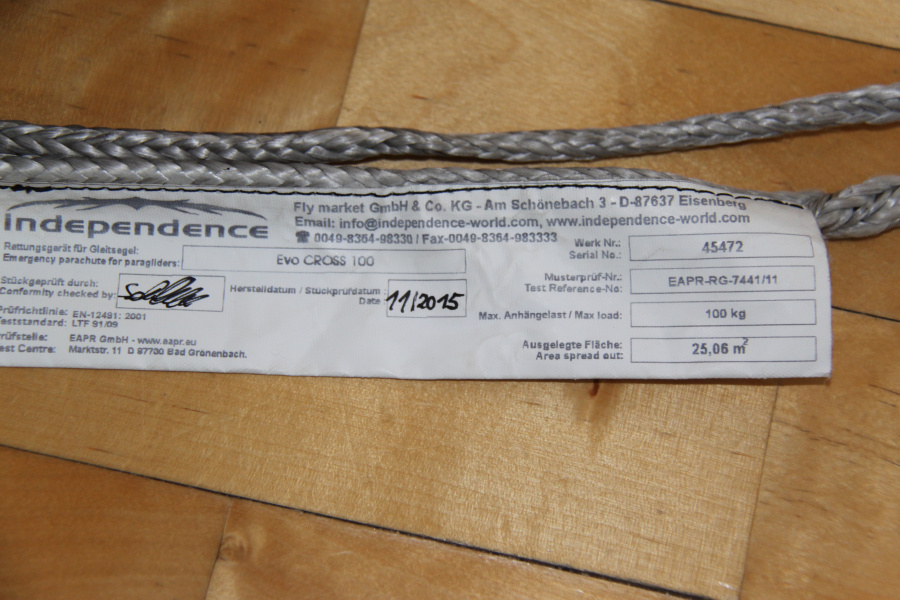 independence
Fly market GmbH & Co. KG - Am Schönebach 3 - D-87637 Eisenberg
Email: info@independence-world.com, www.independence-world.com
☎ 0049-8364-98330 / Fax-0049-8364-983333
Rettungsgerät für Gleitsegel:
Emergency parachute for paragliders:
Evo CROSS 100
Werk Nr.:
Serial No.:
45472
Stückgeprüft durch:
Conformity checked by:
Herstelldatum / Stückprüfdatum :
Date
11/2015
Musterprüf-Nr.:
Test Reference-No:
EAPR-RG-7441/11
Prüfrichtlinie: EN-12491: 2001
Teststandard: LTF 91/09
Max. Anhängelast / Max load:
100 kg
Prüfstelle: EAPR GmbH - www.eapr.eu
Test Centre: Marktstr. 11 D 87730 Bad Grönenbach.
Ausgelegte Fläche:
Area spread out:
25,06 m²